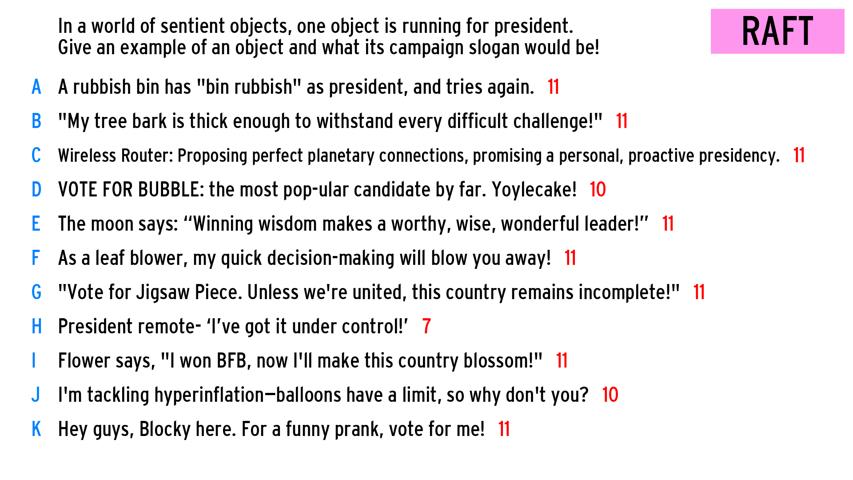 In a world of sentient objects, one object is running for president.
Give an example of an object and what its campaign slogan would be!
RAFT
A A rubbish bin has "bin rubbish" as president, and tries again. 11
B "My tree bark is thick enough to withstand every difficult challenge!" 11
C Wireless Router: Proposing perfect planetary connections, promising a personal, proactive presidency. 11
D VOTE FOR BUBBLE: the most pop-ular candidate by far. Yoylecake! 10
E The moon says: “Winning wisdom makes a worthy, wise, wonderful leader!” 11
F As a leaf blower, my quick decision-making will blow you away! 11
G "Vote for Jigsaw Piece. Unless we're united, this country remains incomplete!" 11
H President remote- ‘I’ve got it under control!’ 7
I Flower says, "I won BFB, now I'll make this country blossom!" 11
J I'm tackling hyperinflation—balloons have a limit, so why don't you? 10
K Hey guys, Blocky here. For a funny prank, vote for me! 11